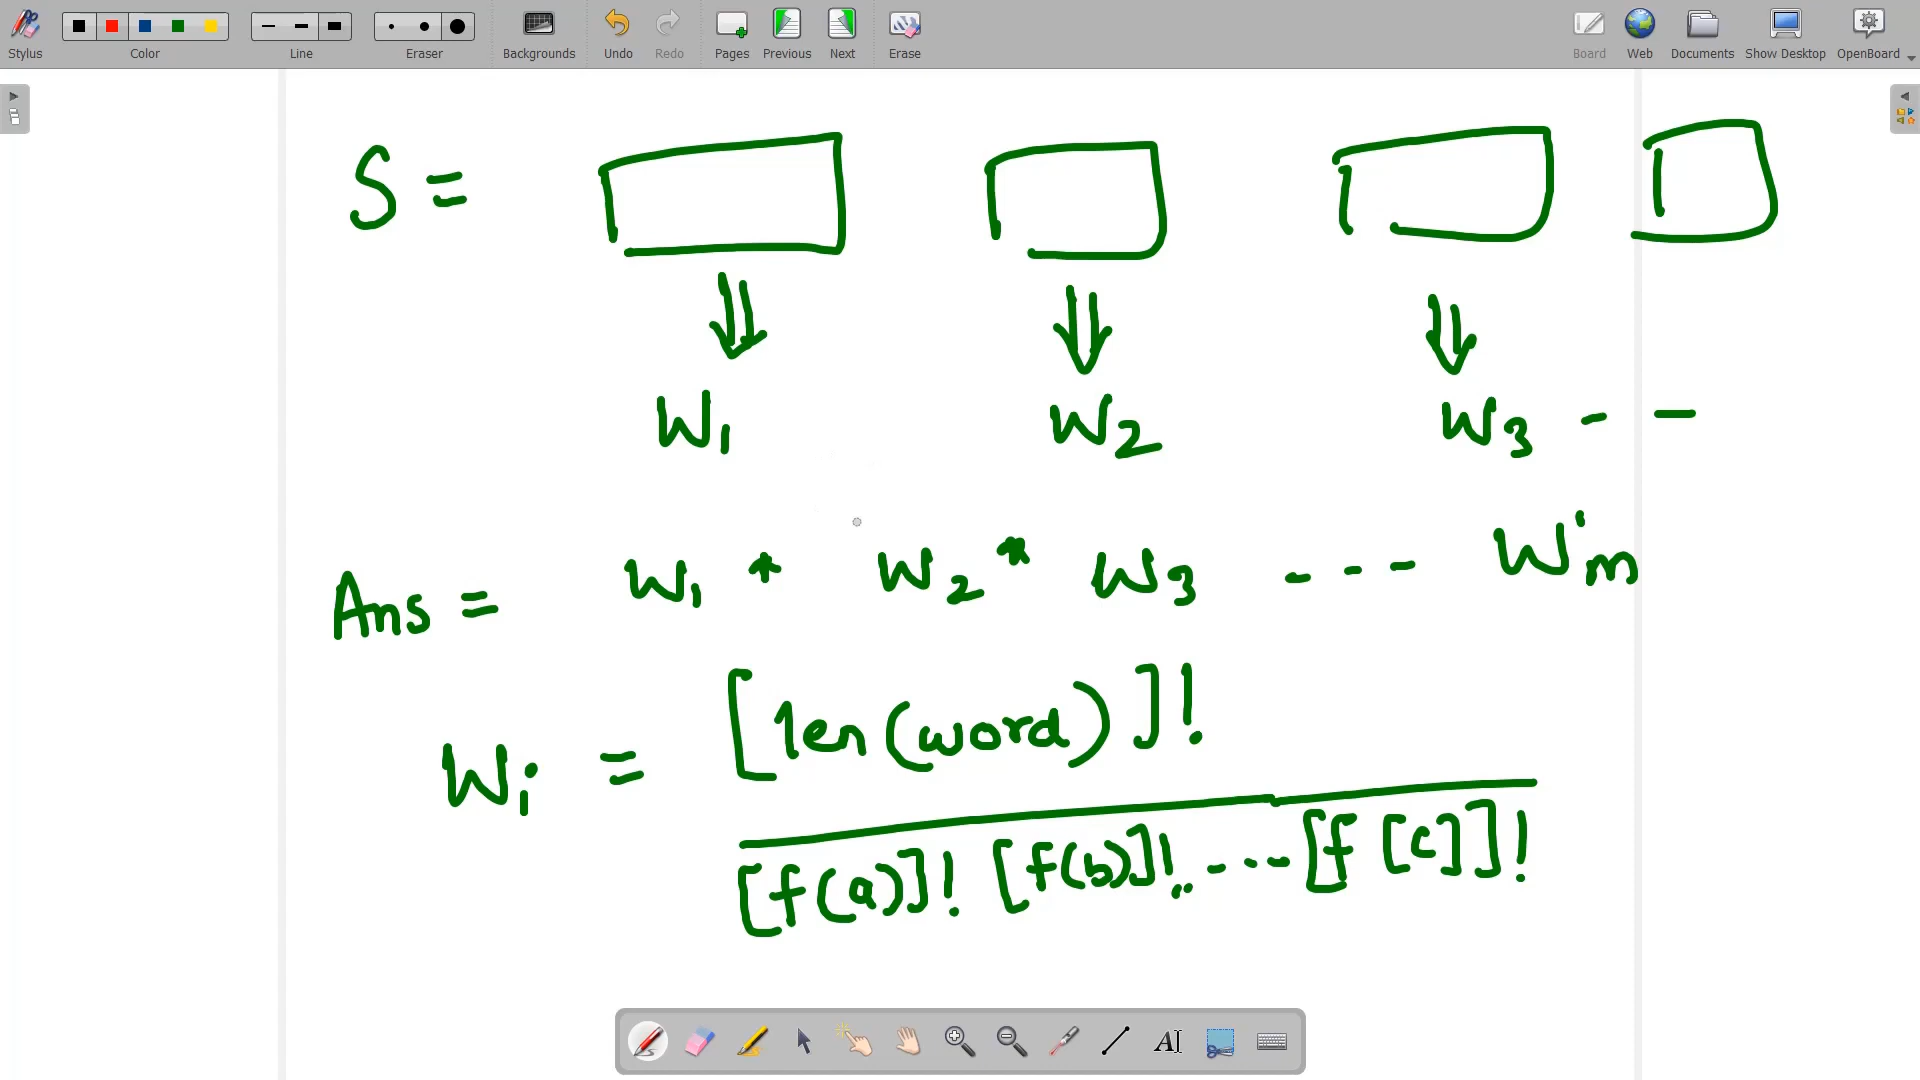 Stylus Color Line Eraser Backgrounds Undo Redo Pages Previous Next Erase Board Web Documents Show Desktop OpenBoard
S =
W1 W2 W3 - -
Ans = W1 * W2 * W3 --- Wm
Wi = [len(word)]!
[f(a)]! [f(b)]! .. --- [f[c]]!
AI